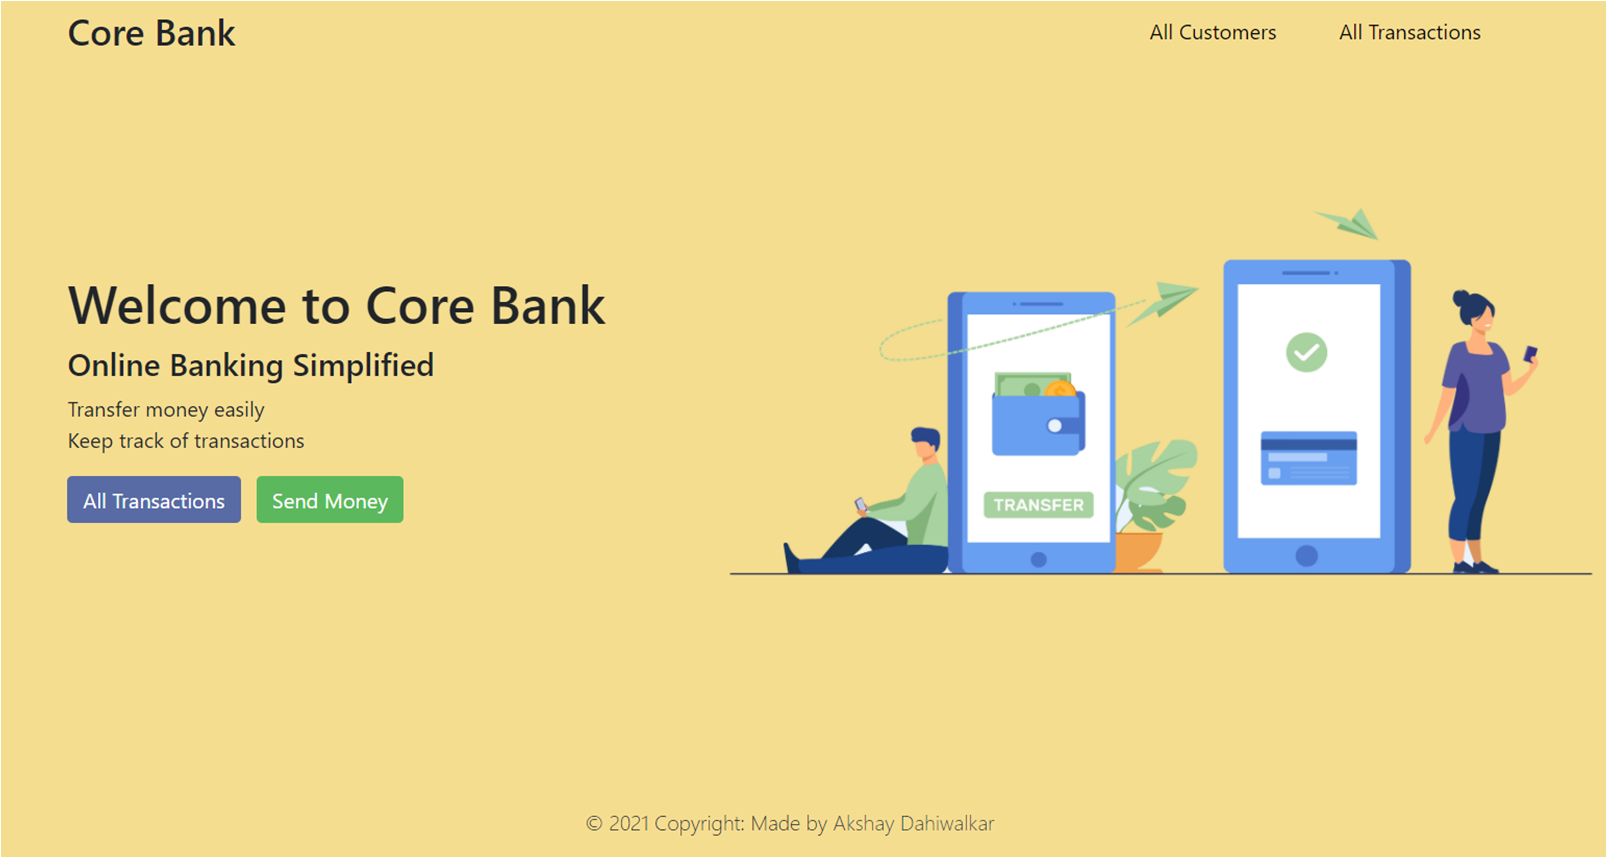 Core Bank
All Customers
All Transactions
Welcome to Core Bank
Online Banking Simplified
Transfer money easily
Keep track of transactions
All Transactions
Send Money
TRANSFER
© 2021 Copyright: Made by Akshay Dahiwalkar